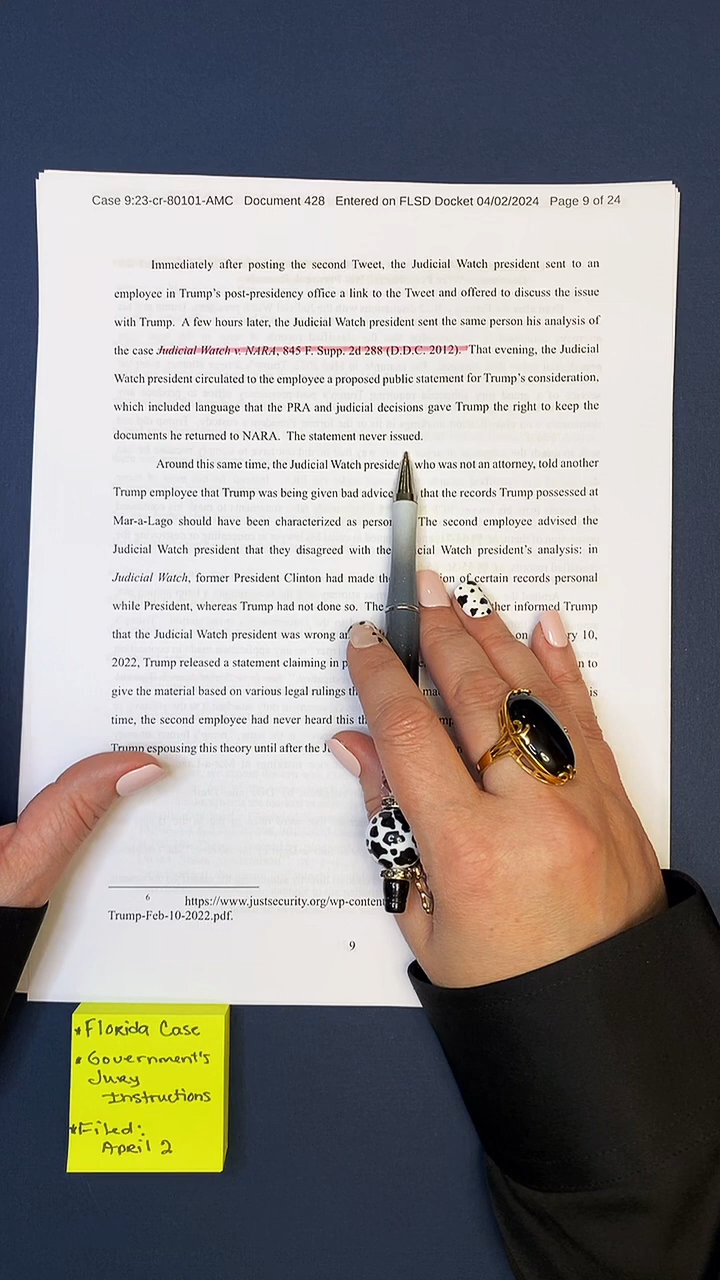 Case 9:23-cr-80101-AMC Document 428 Entered on FLSD Docket 04/02/2024 Page 9 of 24
Immediately after posting the second Tweet, the Judicial Watch president sent to an
employee in Trump's post-presidency office a link to the Tweet and offered to discuss the issue
with Trump. A few hours later, the Judicial Watch president sent the same person his analysis of
the case Judicial Watch v. NARA, 845 F. Supp. 2d 288 (D.D.C. 2012). That evening, the Judicial
Watch president circulated to the employee a proposed public statement for Trump's consideration,
which included language that the PRA and judicial decisions gave Trump the right to keep the
documents he returned to NARA. The statement never issued.
Around this same time, the Judicial Watch who was not an attorney, told another
Trump employee that Trump was being given bad advice that the records Trump possessed at
Mar-a-Lago should have been characterized as The second employee advised the
Judicial Watch president that they disagreed with the president's analysis: in
Judicial Watch, former President Clinton had made of certain records personal
while President, whereas Trump had not done so. The informed Trump
that the Judicial Watch president was wrong on 10,
2022, Trump released a statement claiming in to
give the material based on various legal rulings is
time, the second employee had never heard this
Trump espousing this theory until after the
6 https://www.justsecurity.org/wp-content
Trump-Feb-10-2022.pdf.
9
*Florida Case
*Government's
Jury
Instructions
*Filed:
April 2